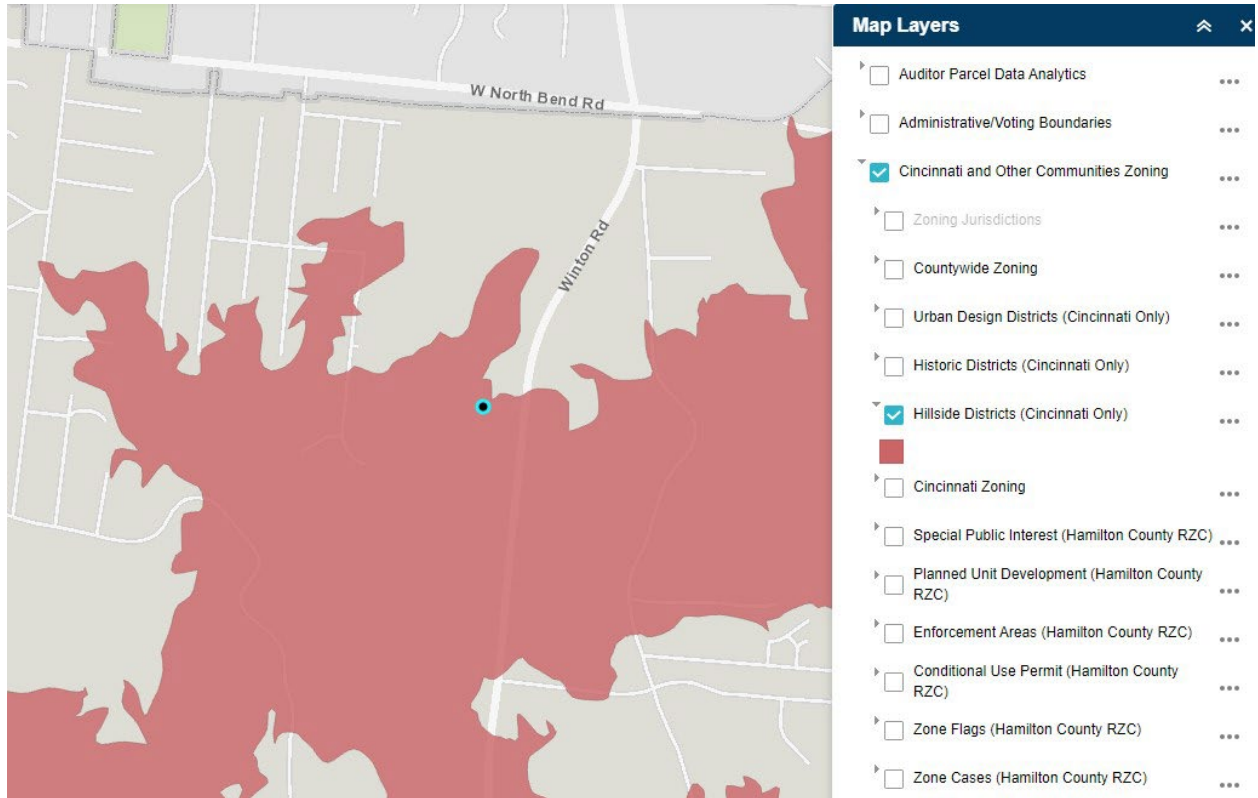 W North Bend Rd
Winton Rd
Map Layers
Auditor Parcel Data Analytics
Administrative/Voting Boundaries
Cincinnati and Other Communities Zoning
Zoning Jurisdictions
Countywide Zoning
Urban Design Districts (Cincinnati Only)
Historic Districts (Cincinnati Only)
Hillside Districts (Cincinnati Only)
Cincinnati Zoning
Special Public Interest (Hamilton County RZC)
Planned Unit Development (Hamilton County
RZC)
Enforcement Areas (Hamilton County RZC)
Conditional Use Permit (Hamilton County
RZC)
Zone Flags (Hamilton County RZC)
Zone Cases (Hamilton County RZC)